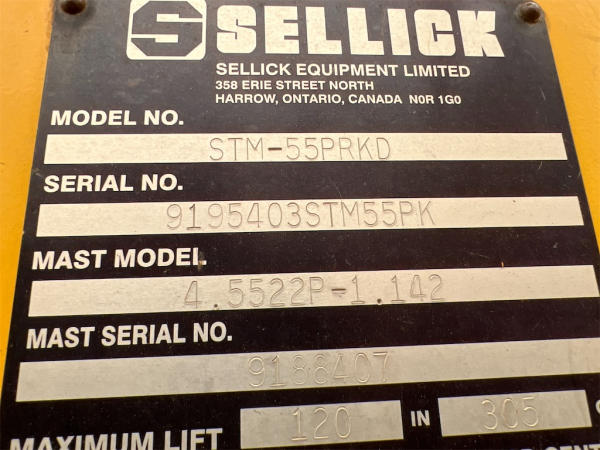 S SELLICK
SELLICK EQUIPMENT LIMITED
358 ERIE STREET NORTH
HARROW, ONTARIO, CANADA N0R 1G0
MODEL NO.
STM-55PRKD
SERIAL NO.
9195403STM55PK
MAST MODEL
4.5522P-1.142
MAST SERIAL NO.
9188407
MAXIMUM LIFT 120 IN 305